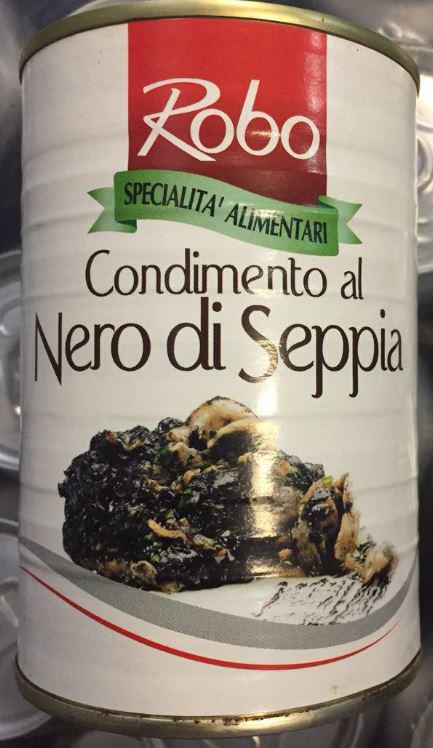 Robo
SPECIALITA' ALIMENTARI
Condimento al
Nero di Seppia